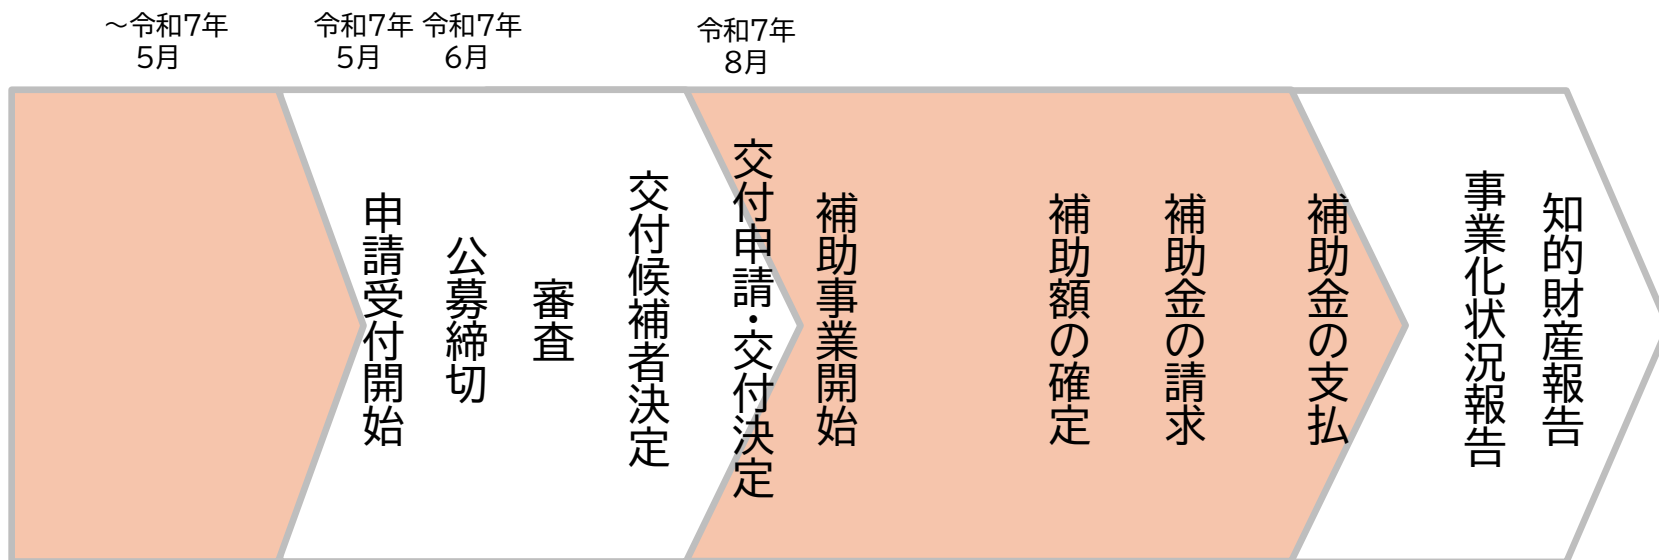 ～令和7年
5月
令和7年
5月
令和7年
6月
令和7年
8月
申請受付開始
公募締切
審査
交付候補者決定
交付申請・交付決定
補助事業開始
補助額の確定
補助金の請求
補助金の支払
事業化状況報告
知的財産報告